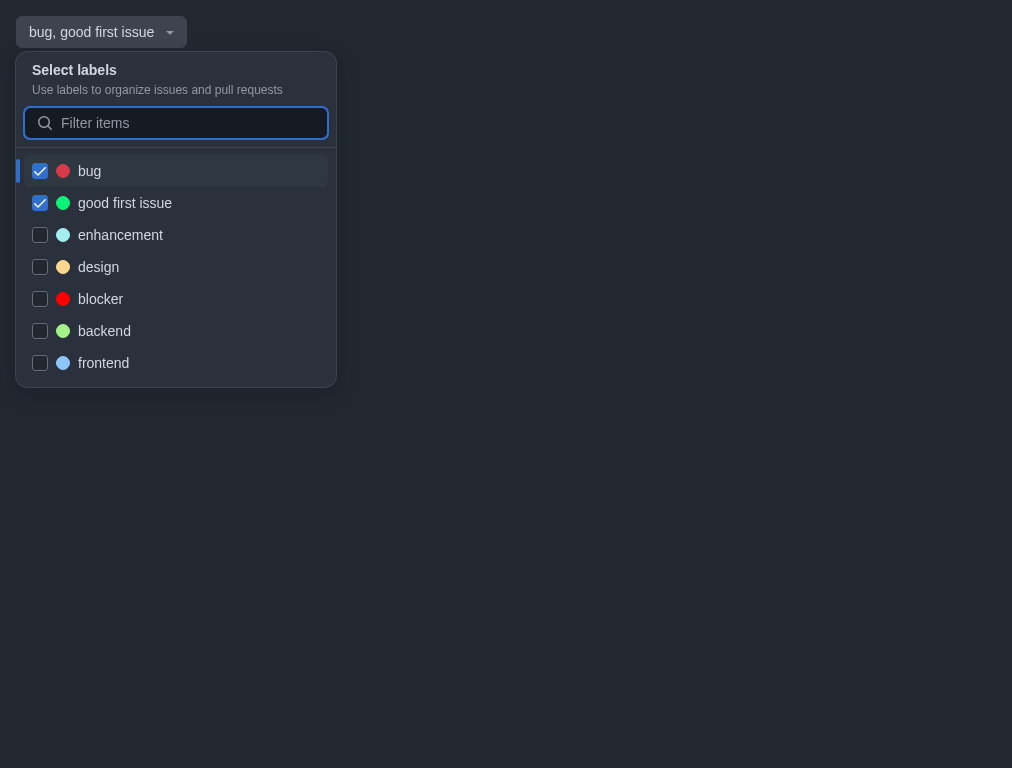 bug, good first issue
Select labels
Use labels to organize issues and pull requests
Filter items
bug
good first issue
enhancement
design
blocker
backend
frontend